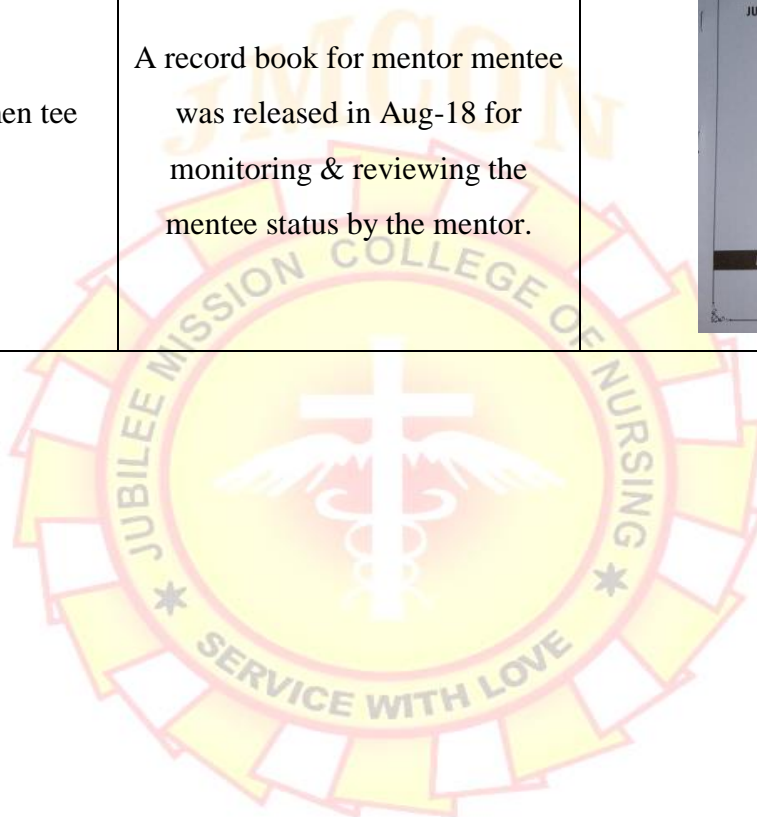 JU
en tee
A record book for mentor mentee
was released in Aug-18 for
monitoring & reviewing the
mentee status by the mentor.
JMCON
JUBILEE MISSION COLLEGE OF NURSING
SERVICE WITH LOVE